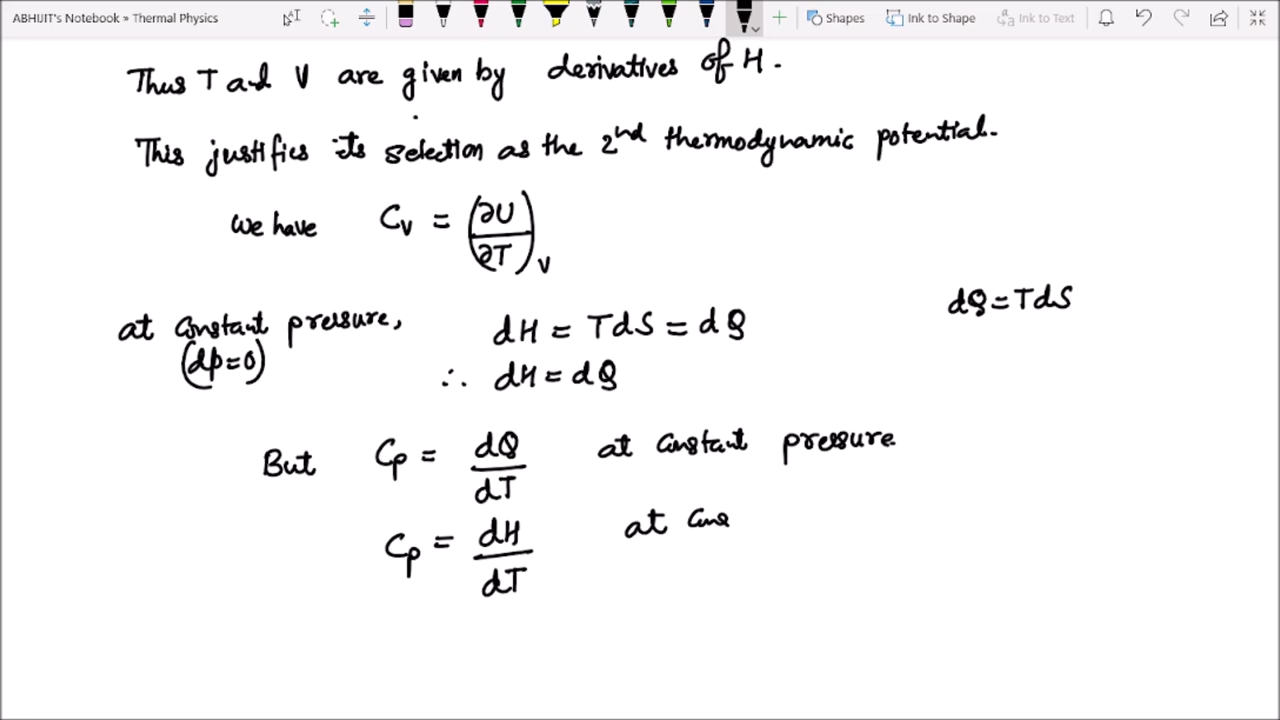 ABHIJIT's Notebook » Thermal Physics
Shapes Ink to Shape Ink to Text
Thus T and V are given by derivatives of H.
This justifies its selection as the 2nd thermodynamic potential.
We have Cv = (∂U/∂T)v
dQ = TdS
at constant pressure, dH = TdS = dQ
(dp=0)
∴ dH = dQ
But Cp = dQ/dT at constant pressure
Cp = dH/dT at cons